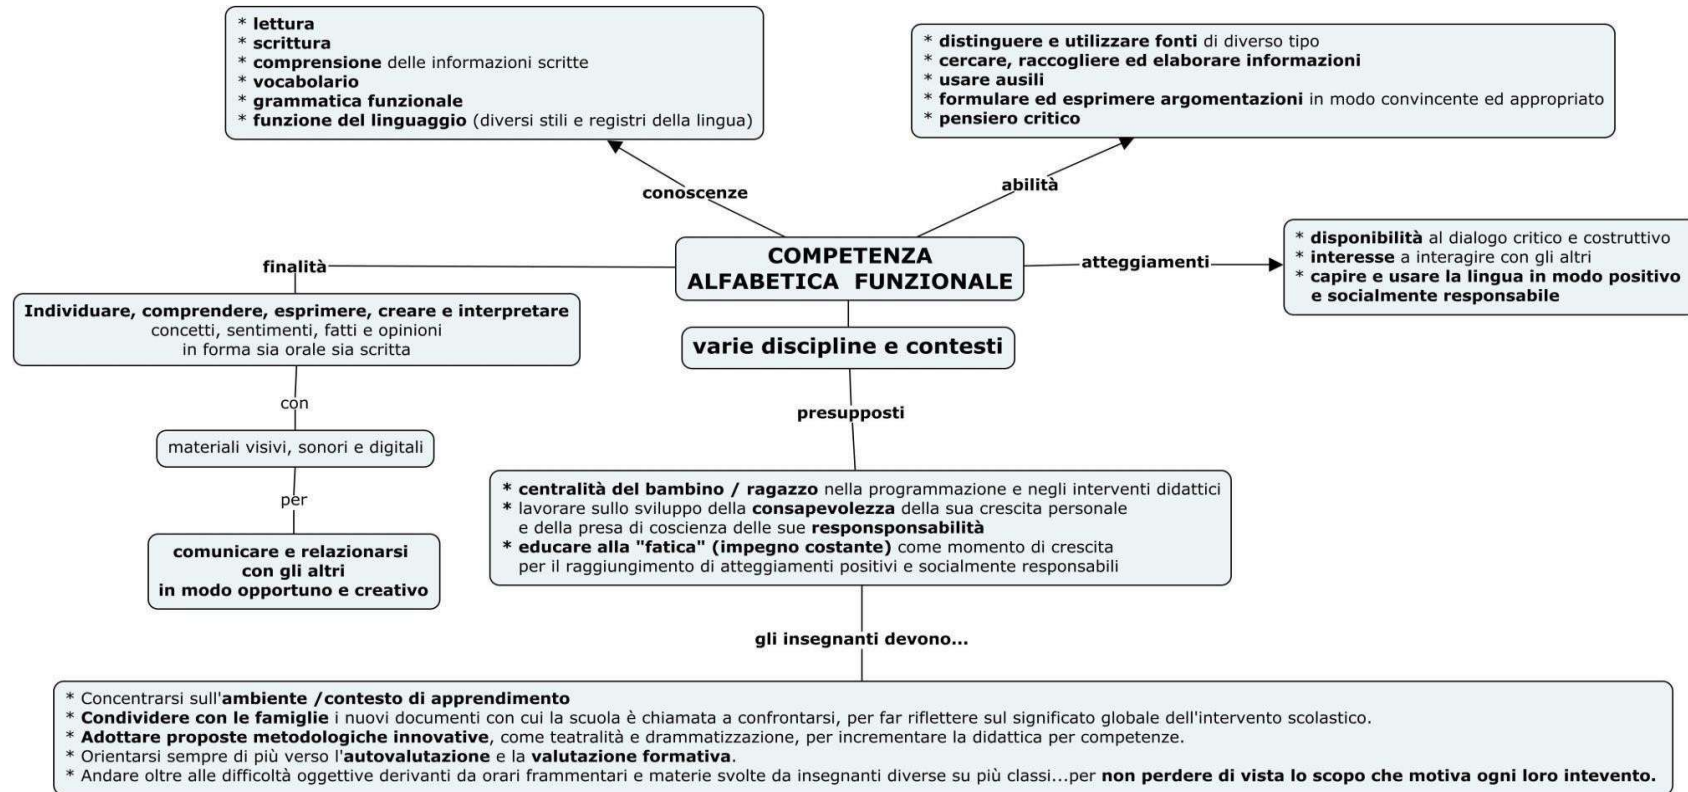 * lettura
* scrittura
* comprensione delle informazioni scritte
* vocabolario
* grammatica funzionale
* funzione del linguaggio (diversi stili e registri della lingua)
* distinguere e utilizzare fonti di diverso tipo
* cercare, raccogliere ed elaborare informazioni
* usare ausili
* formulare ed esprimere argomentazioni in modo convincente ed appropriato
* pensiero critico
conoscenze
abilità
COMPETENZA
ALFABETICA FUNZIONALE
atteggiamenti
* disponibilità al dialogo critico e costruttivo
* interesse a interagire con gli altri
* capire e usare la lingua in modo positivo
e socialmente responsabile
finalità
Individuare, comprendere, esprimere, creare e interpretare
concetti, sentimenti, fatti e opinioni
in forma sia orale sia scritta
con
materiali visivi, sonori e digitali
per
comunicare e relazionarsi
con gli altri
in modo opportuno e creativo
varie discipline e contesti
presupposti
* centralità del bambino / ragazzo nella programmazione e negli interventi didattici
* lavorare sullo sviluppo della consapevolezza della sua crescita personale
e della presa di coscienza delle sue responsponsabilità
* educare alla "fatica" (impegno costante) come momento di crescita
per il raggiungimento di atteggiamenti positivi e socialmente responsabili
gli insegnanti devono...
* Concentrarsi sull'ambiente /contesto di apprendimento
* Condividere con le famiglie i nuovi documenti con cui la scuola è chiamata a confrontarsi, per far riflettere sul significato globale dell'intervento scolastico.
* Adottare proposte metodologiche innovative, come teatralità e drammatizzazione, per incrementare la didattica per competenze.
* Orientarsi sempre di più verso l'autovalutazione e la valutazione formativa.
* Andare oltre alle difficoltà oggettive derivanti da orari frammentari e materie svolte da insegnanti diverse su più classi...per non perdere di vista lo scopo che motiva ogni loro intevento.